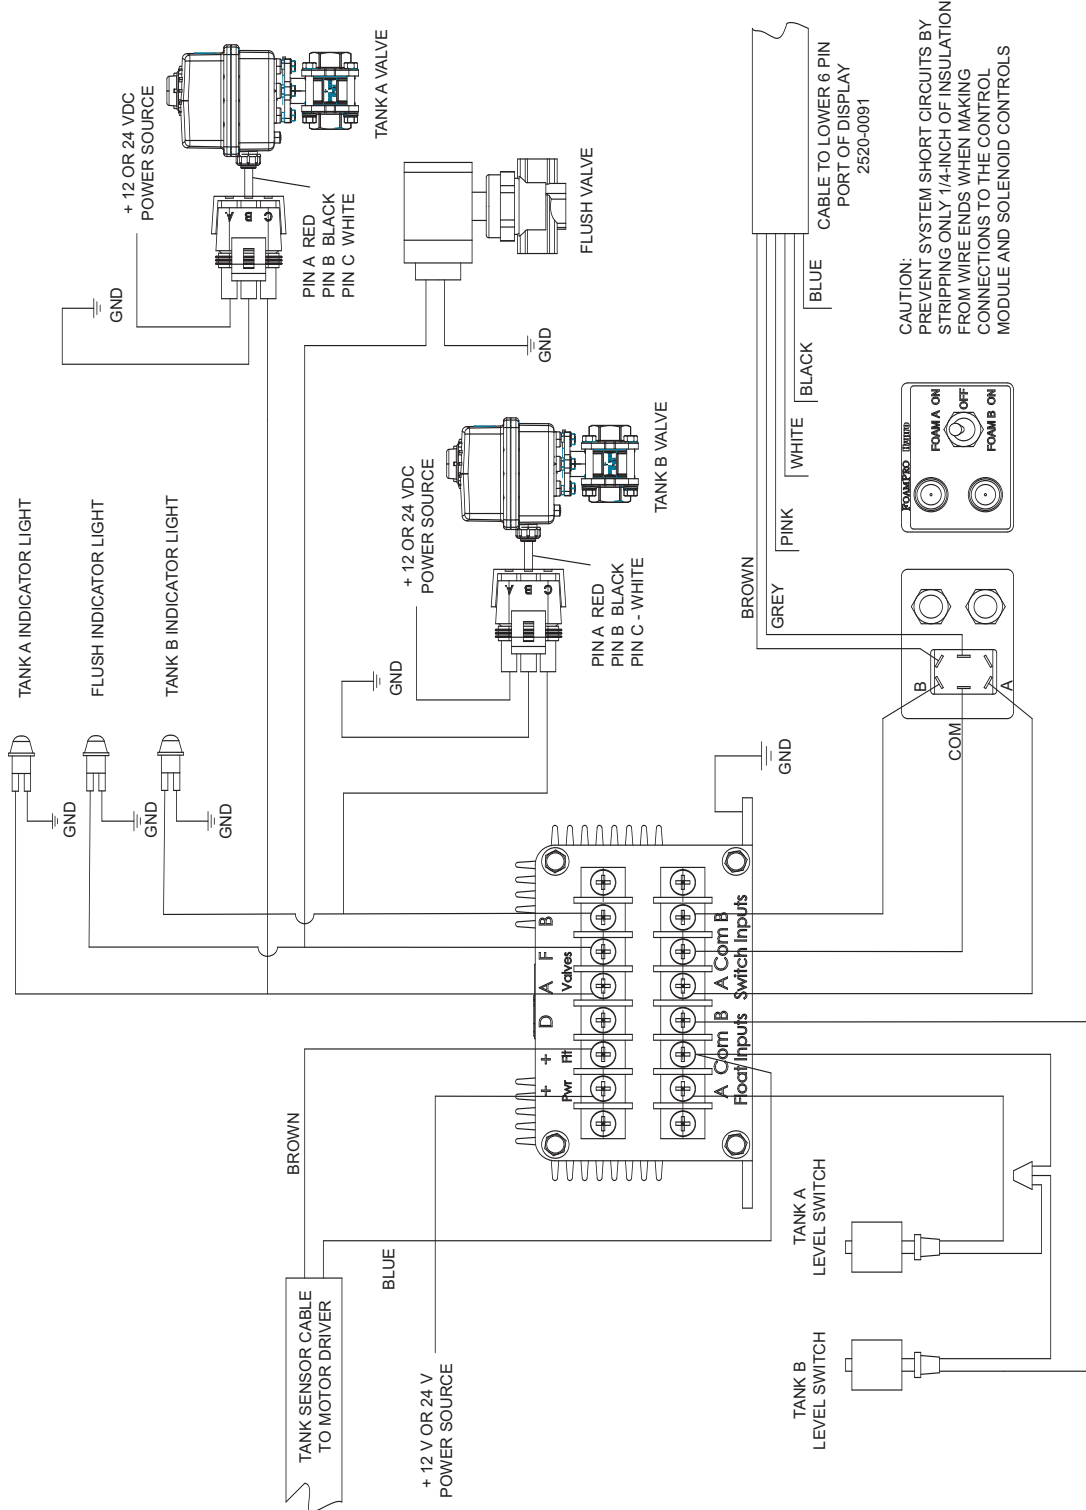 TANK A INDICATOR LIGHT
FLUSH INDICATOR LIGHT
TANK B INDICATOR LIGHT
GND
GND
GND
+ 12 OR 24 VDC
POWER SOURCE
GND
A
B
C
PIN A RED
PIN B BLACK
PIN C WHITE
TANK A VALVE
FLUSH VALVE
GND
+ 12 OR 24 VDC
POWER SOURCE
GND
A
B
C
PIN A RED
PIN B BLACK
PIN C - WHITE
TANK B VALVE
TANK SENSOR CABLE
TO MOTOR DRIVER
BROWN
BLUE
+ 12 V OR 24 V
POWER SOURCE
+ + D A F B
Pwr Flt Valves
A Com B A Com B
Float Inputs Switch Inputs
GND
TANK A
LEVEL SWITCH
TANK B
LEVEL SWITCH
CABLE TO LOWER 6 PIN
PORT OF DISPLAY
2520-0091
BROWN
GREY
PINK
WHITE
BLACK
BLUE
B
COM
A
FOAMPRO
FOAM A ON
OFF
FOAM B ON
CAUTION:
PREVENT SYSTEM SHORT CIRCUITS BY
STRIPPING ONLY 1/4-INCH OF INSULATION
FROM WIRE ENDS WHEN MAKING
CONNECTIONS TO THE CONTROL
MODULE AND SOLENOID CONTROLS